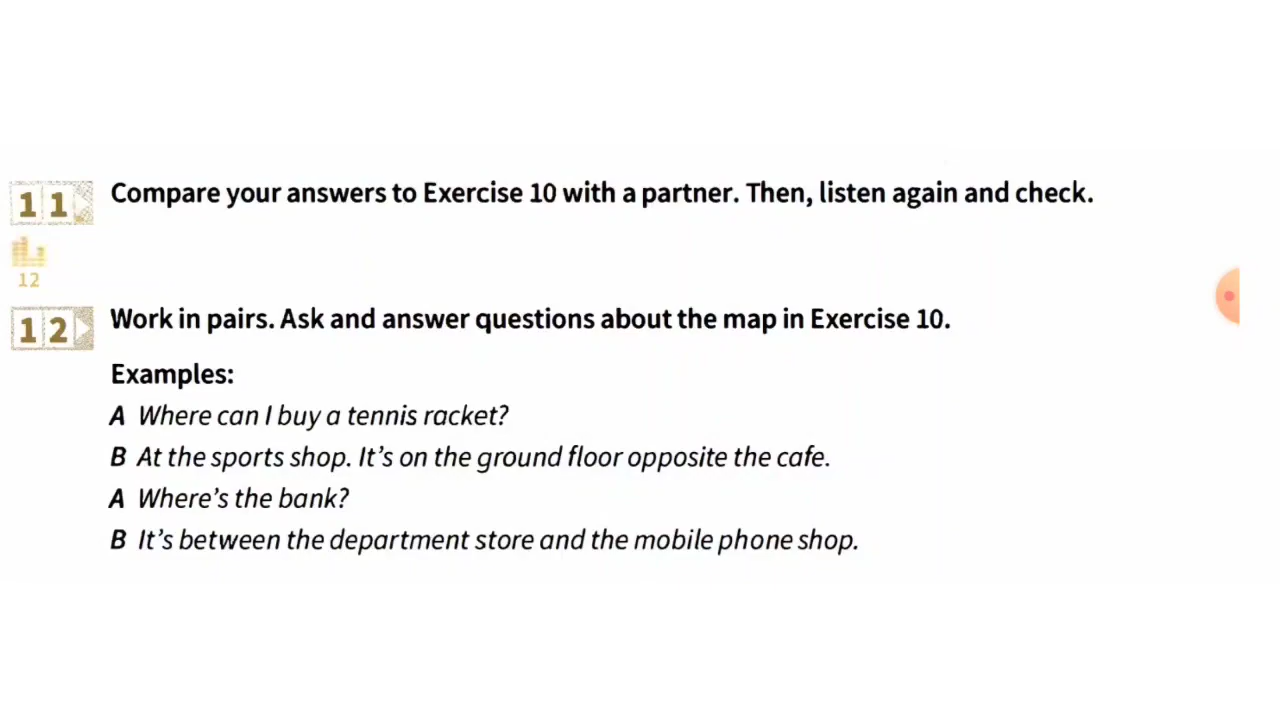 11 Compare your answers to Exercise 10 with a partner. Then, listen again and check.
12
12 Work in pairs. Ask and answer questions about the map in Exercise 10.
Examples:
A Where can I buy a tennis racket?
B At the sports shop. It's on the ground floor opposite the cafe.
A Where's the bank?
B It's between the department store and the mobile phone shop.